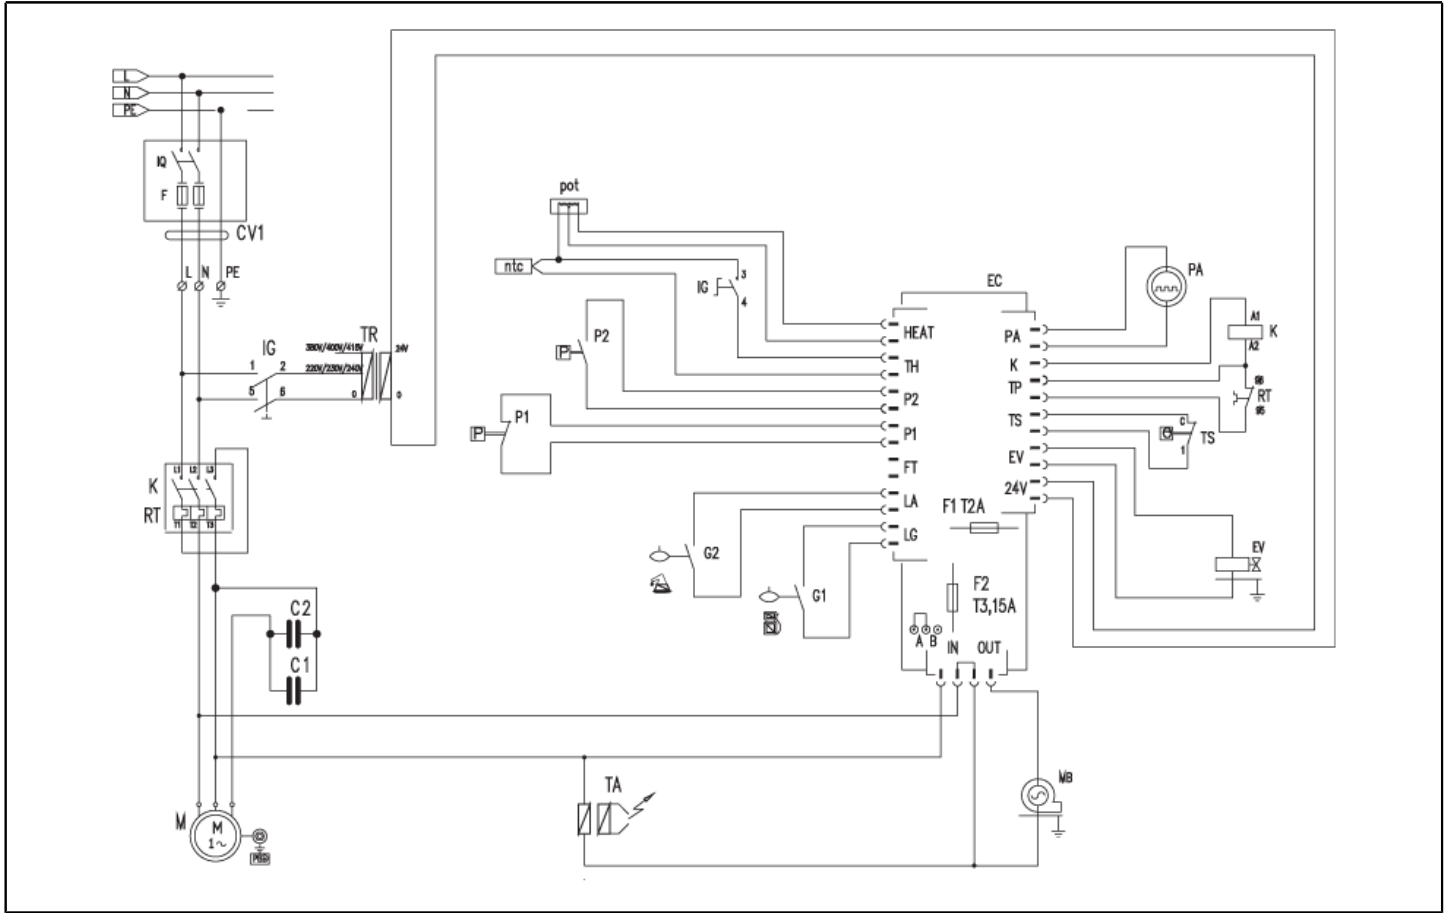 L
N
PE
IQ
F
CV1
L N PE
pot
ntc
IG 3
4
P2
P
P1
P
IG
1 2
5 6
TR
380V/400V/415V
220V/230V/240V
0
24V
0
EC
HEAT
TH
P2
P1
FT
LA
LG
PA
K
TP
TS
EV
24V
F1 T2A
F2
T3,15A
A B
IN OUT
PA
A1
K
A2
RT
95
C
TS
1
EV
G2
G1
L1 L2 L3
K
RT
T1 T2 T3
C2
C1
M
M
1~
TA
MB